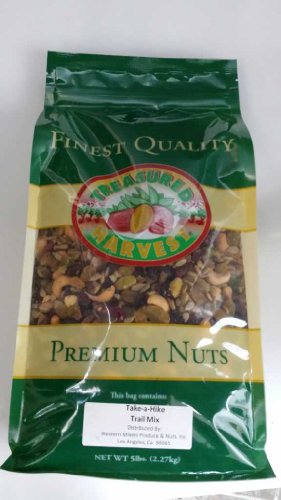 FINEST QUALITY
TREASURED
HARVEST
PREMIUM NUTS
This bag contains:
Take-a-Hike
Trail Mix
Distributed By:
Western Mixers Produce & Nuts, Inc
Los Angeles, Ca 90065
NET WT 5lbs. (2.27kg)